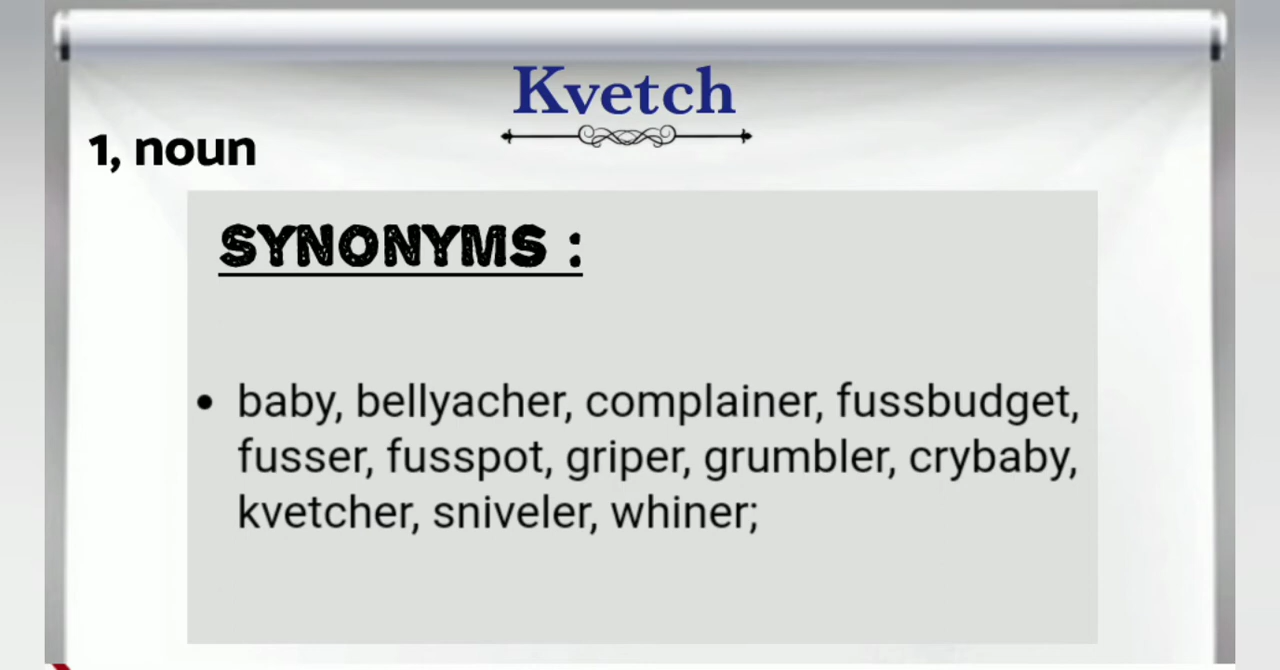 Kvetch
1, noun
SYNONYMS :
• baby, bellyacher, complainer, fussbudget,
fusser, fusspot, griper, grumbler, crybaby,
kvetcher, sniveler, whiner;